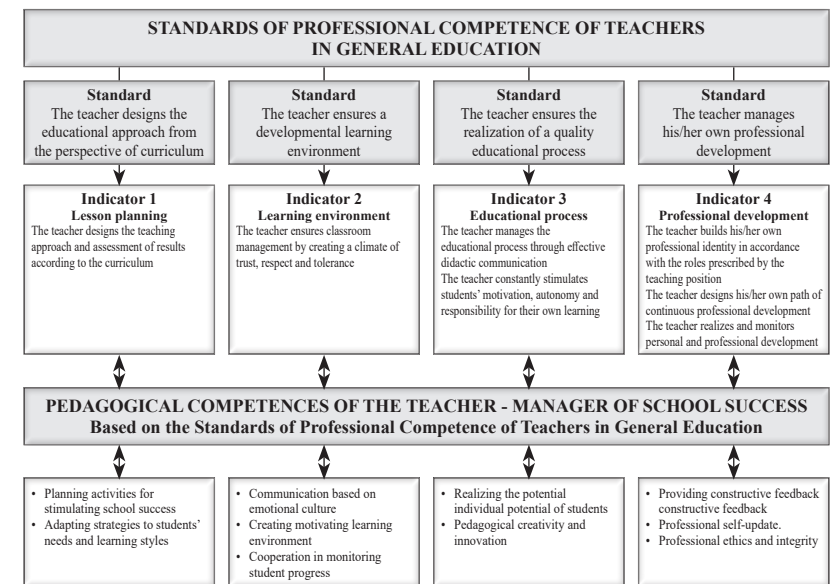 STANDARDS OF PROFESSIONAL COMPETENCE OF TEACHERS
IN GENERAL EDUCATION
Standard
The teacher designs the
educational approach from
the perspective of curriculum
Standard
The teacher ensures a
developmental learning
environment
Standard
The teacher ensures the
realization of a quality
educational process
Standard
The teacher manages
his/her own professional
development
Indicator 1
Lesson planning
The teacher designs the teaching
approach and assessment of results
according to the curriculum
Indicator 2
Learning environment
The teacher ensures classroom
management by creating a climate of
trust, respect and tolerance
Indicator 3
Educational process
The teacher manages the
educational process through effective
didactic communication
The teacher constantly stimulates
students' motivation, autonomy and
responsibility for their own learning
Indicator 4
Professional development
The teacher builds his/her own
professional identity in accordance
with the roles prescribed by the
teaching position
The teacher designs his/her own path of
continuous professional development
The teacher realizes and monitors
personal and professional development
PEDAGOGICAL COMPETENCES OF THE TEACHER - MANAGER OF SCHOOL SUCCESS
Based on the Standards of Professional Competence of Teachers in General Education
• Planning activities for
stimulating school success
• Adapting strategies to students'
needs and learning styles
• Communication based on
emotional culture
• Creating motivating learning
environment
• Cooperation in monitoring
student progress
• Realizing the potential
individual potential of students
• Pedagogical creativity and
innovation
• Providing constructive feedback
constructive feedback
• Professional self-update.
• Professional ethics and integrity